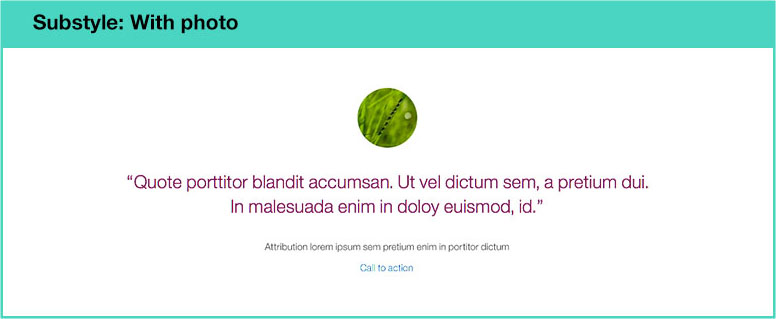 Substyle: With photo
“Quote porttitor blandit accumsan. Ut vel dictum sem, a pretium dui.
In malesuada enim in doloy euismod, id.”
Attribution lorem ipsum sem pretium enim in portitor dictum
Call to action